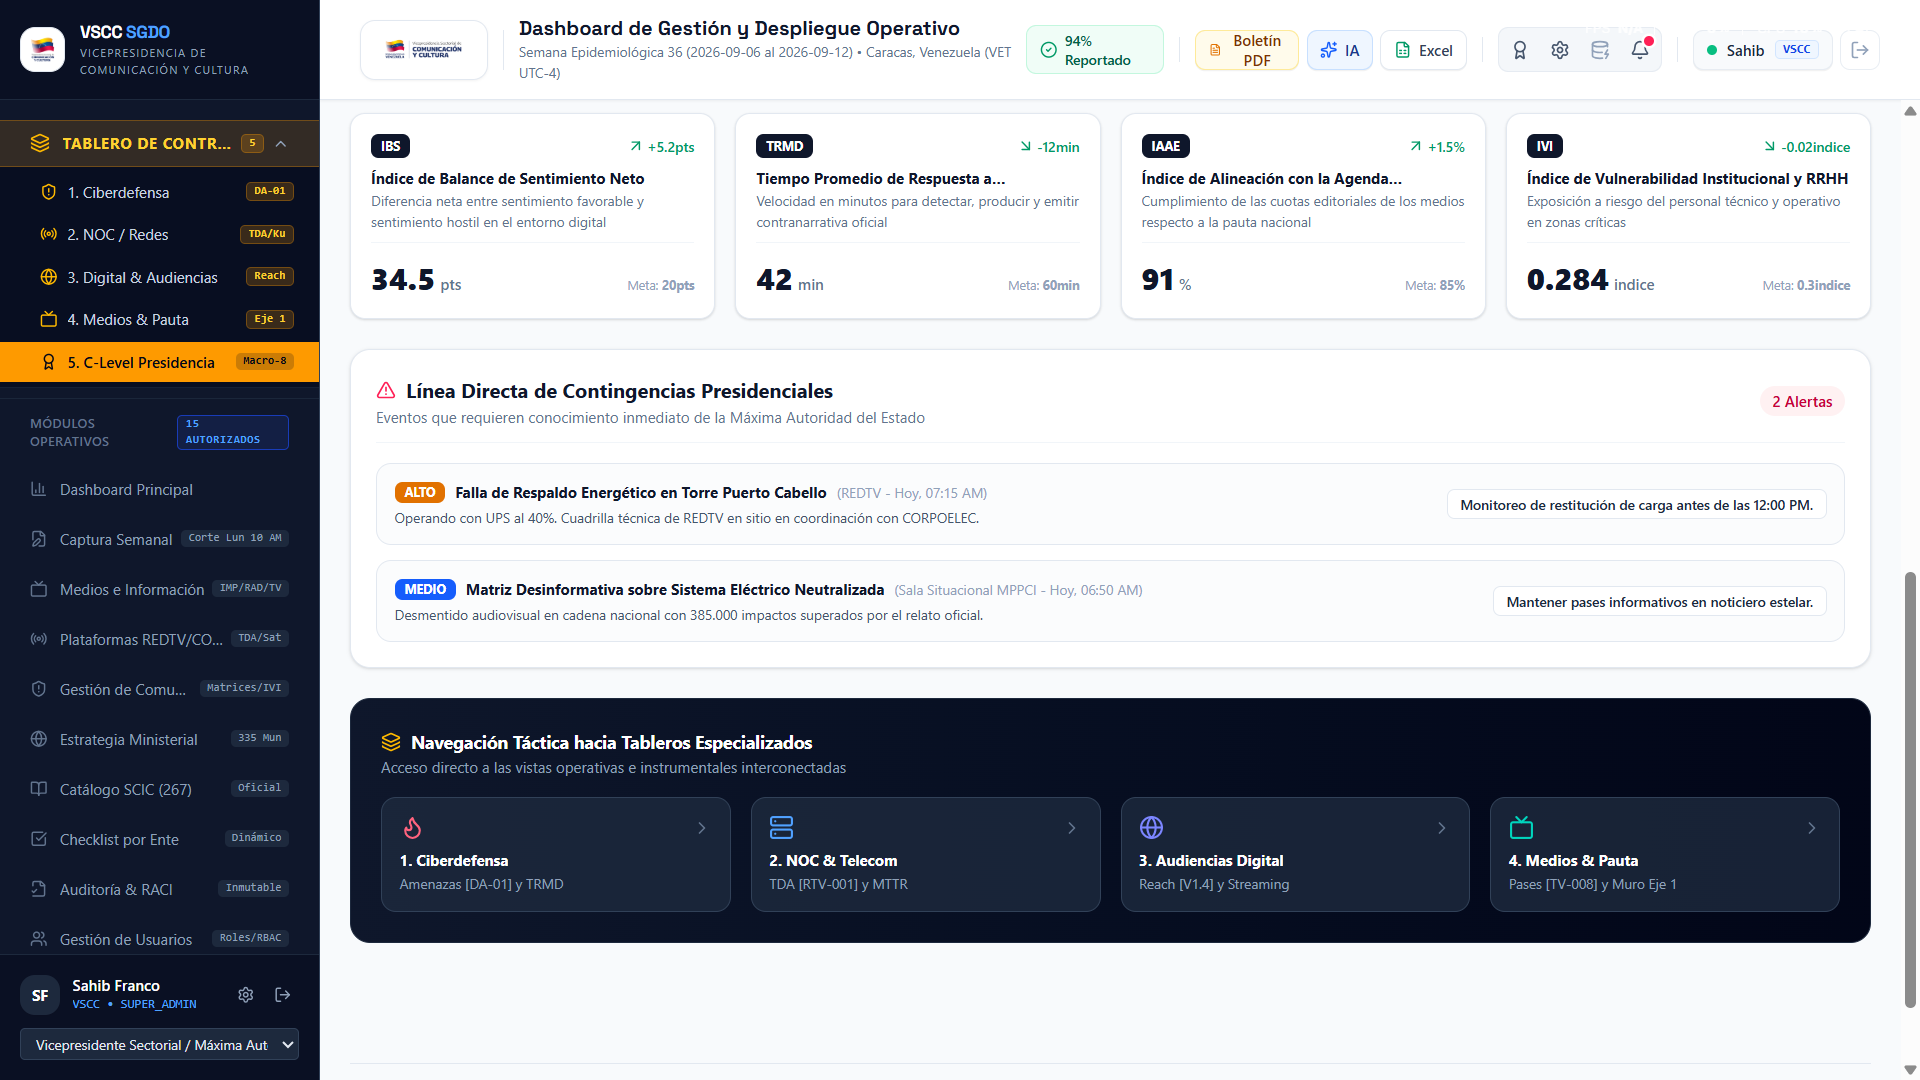 VSCC SGDO
VICEPRESIDENCIA DE
COMUNICACIÓN Y CULTURA
TABLERO DE CONTR... 5
1. Ciberdefensa DA-01
2. NOC / Redes TDA/Ku
3. Digital & Audiencias Reach
4. Medios & Pauta Eje 1
5. C-Level Presidencia Macro-8
MÓDULOS
OPERATIVOS
15
AUTORIZADOS
Dashboard Principal
Captura Semanal Corte Lun 10 AM
Medios e Información IMP/RAD/TV
Plataformas REDTV/CO... TDA/Sat
Gestión de Comu... Matrices/IVI
Estrategia Ministerial 335 Mun
Catálogo SCIC (267) Oficial
Checklist por Ente Dinámico
Auditoría & RACI Inmutable
Gestión de Usuarios Roles/RBAC
SF
Sahib Franco
VSCC • SUPER_ADMIN
Vicepresidente Sectorial / Máxima Aut
COMUNICACIÓN
Y CULTURA
Dashboard de Gestión y Despliegue Operativo
Semana Epidemiológica 36 (2026-09-06 al 2026-09-12) • Caracas, Venezuela (VET
UTC-4)
94%
Reportado
Boletín
PDF
IA
Excel
Sahib VSCC
IBS +5.2pts
Índice de Balance de Sentimiento Neto
Diferencia neta entre sentimiento favorable y
sentimiento hostil en el entorno digital
34.5 pts Meta: 20pts
TRMD -12min
Tiempo Promedio de Respuesta a...
Velocidad en minutos para detectar, producir y emitir
contranarrativa oficial
42 min Meta: 60min
IAAE +1.5%
Índice de Alineación con la Agenda...
Cumplimiento de las cuotas editoriales de los medios
respecto a la pauta nacional
91 % Meta: 85%
IVI -0.02indice
Índice de Vulnerabilidad Institucional y RRHH
Exposición a riesgo del personal técnico y operativo
en zonas críticas
0.284 indice Meta: 0.3indice
Línea Directa de Contingencias Presidenciales
Eventos que requieren conocimiento inmediato de la Máxima Autoridad del Estado
2 Alertas
ALTO Falla de Respaldo Energético en Torre Puerto Cabello (REDTV - Hoy, 07:15 AM)
Operando con UPS al 40%. Cuadrilla técnica de REDTV en sitio en coordinación con CORPOELEC.
Monitoreo de restitución de carga antes de las 12:00 PM.
MEDIO Matriz Desinformativa sobre Sistema Eléctrico Neutralizada (Sala Situacional MPPCI - Hoy, 06:50 AM)
Desmentido audiovisual en cadena nacional con 385.000 impactos superados por el relato oficial.
Mantener pases informativos en noticiero estelar.
Navegación Táctica hacia Tableros Especializados
Acceso directo a las vistas operativas e instrumentales interconectadas
1. Ciberdefensa
Amenazas [DA-01] y TRMD
2. NOC & Telecom
TDA [RTV-001] y MTTR
3. Audiencias Digital
Reach [V1.4] y Streaming
4. Medios & Pauta
Pases [TV-008] y Muro Eje 1